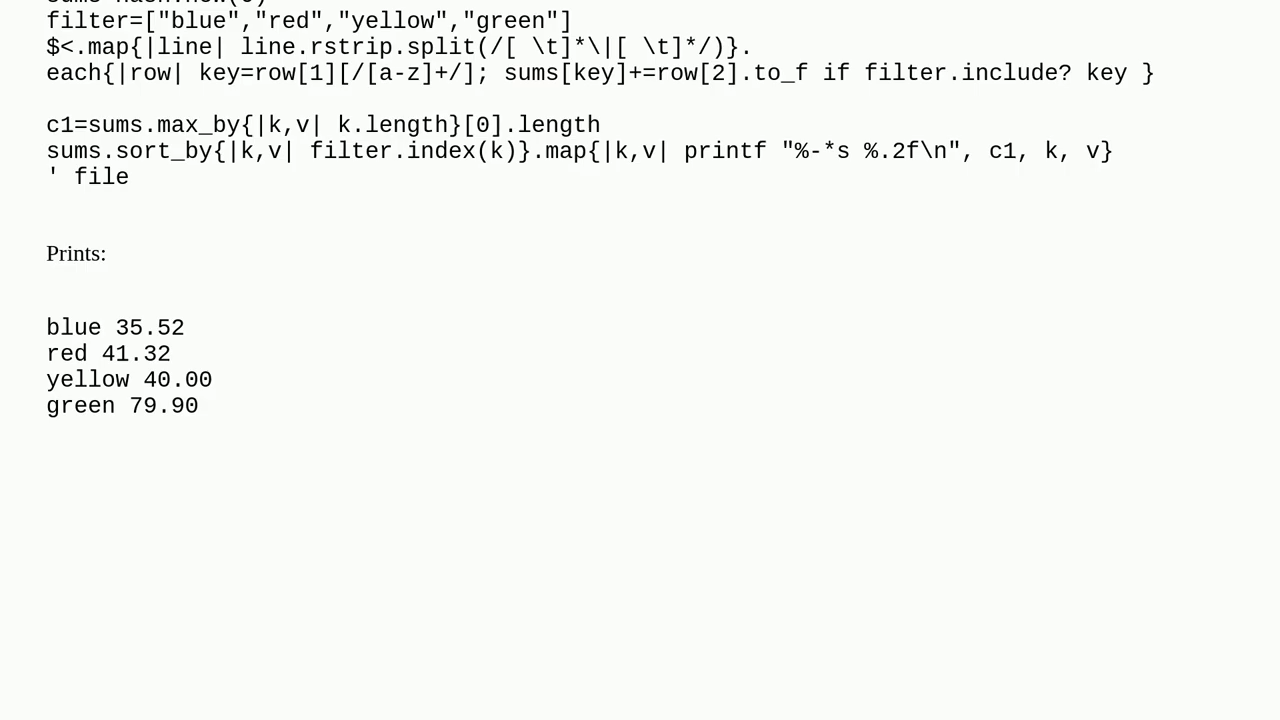 filter=["blue","red","yellow","green"]
$<.map{|line| line.rstrip.split(/[ \t]*\|[ \t]*/)}.
each{|row| key=row[1][/[a-z]+/]; sums[key]+=row[2].to_f if filter.include? key }
c1=sums.max_by{|k,v| k.length}[0].length
sums.sort_by{|k,v| filter.index(k)}.map{|k,v| printf "%-*s %.2f\n", c1, k, v}
' file
Prints:
blue 35.52
red 41.32
yellow 40.00
green 79.90